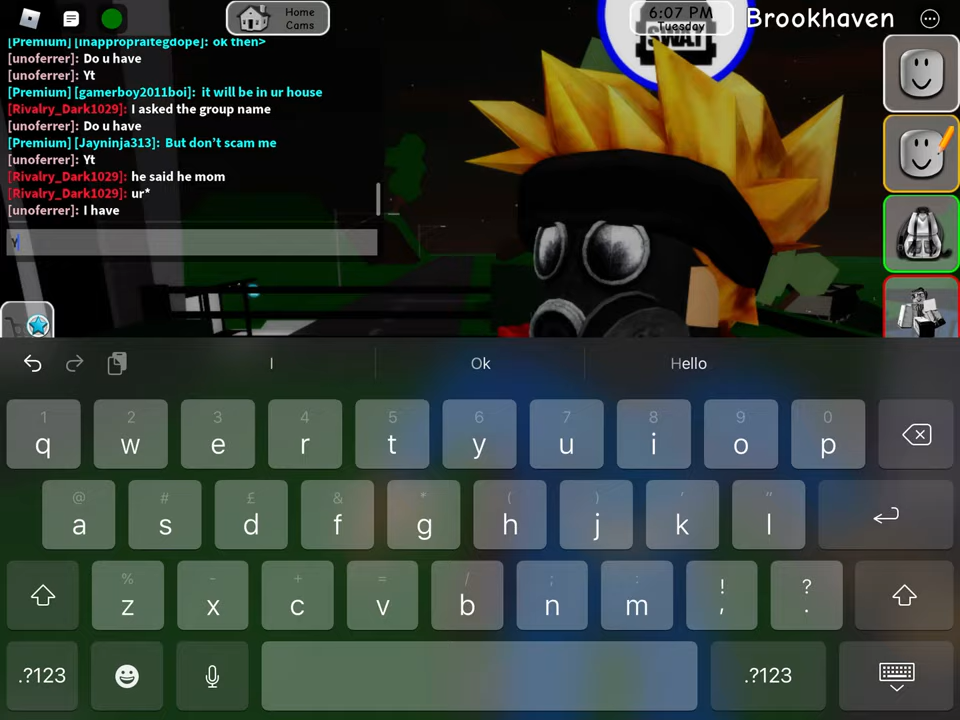 Home
Cams
6:07 PM
Tuesday
Brookhaven
SWAT
[Premium] [inappropraitegdope]: ok then>
[unoferrer]: Do u have
[unoferrer]: Yt
[Premium] [gamerboy2011boi]: it will be in ur house
[Rivalry_Dark1029]: I asked the group name
[unoferrer]: Do u have
[Premium] [Jayninja313]: But don't scam me
[unoferrer]: Yt
[Rivalry_Dark1029]: he said he mom
[Rivalry_Dark1029]: ur*
[unoferrer]: I have
Y
I Ok Hello
1 2 3 4 5 6 7 8 9 0
q w e r t y u i o p
@ # £ & * ( ) ' "
a s d f g h j k l
% - + = / ; : ! ?
z x c v b n m , .
.?123 .?123